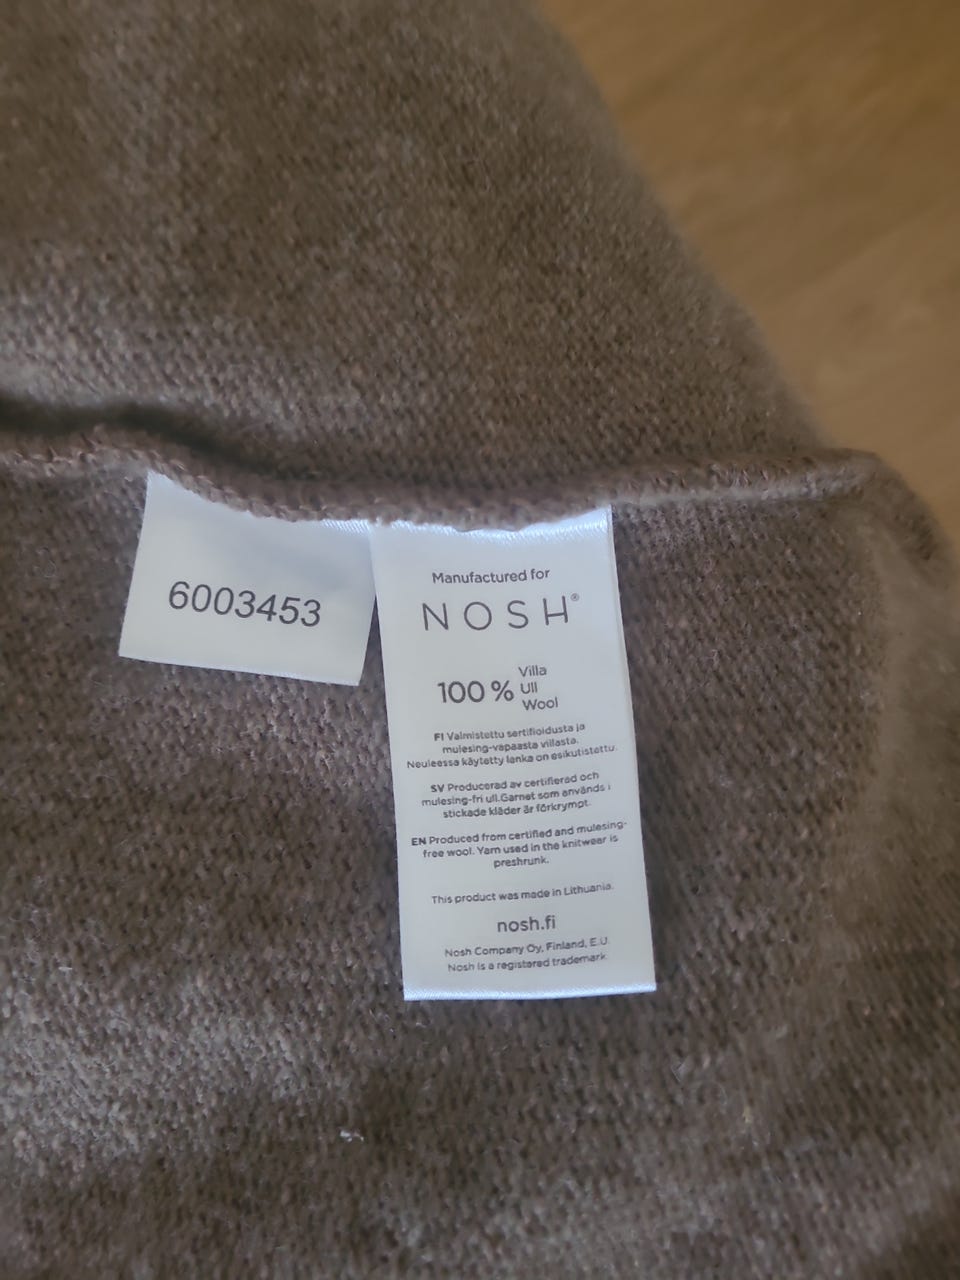 6003453
Manufactured for
NOSH®
100 % Villa
Ull
Wool
FI Valmistettu sertifioidusta ja
mulesing-vapaasta villasta.
Neuleessa käytetty lanka on esikutistettu.
SV Producerad av certifierad och
mulesing-fri ull.Garnet som används i
stickade kläder är förkrympt.
EN Produced from certified and mulesing-
free wool. Yarn used in the knitwear is
preshrunk.
This product was made in Lithuania.
nosh.fi
Nosh Company Oy, Finland, E.U.
Nosh is a registered trademark.